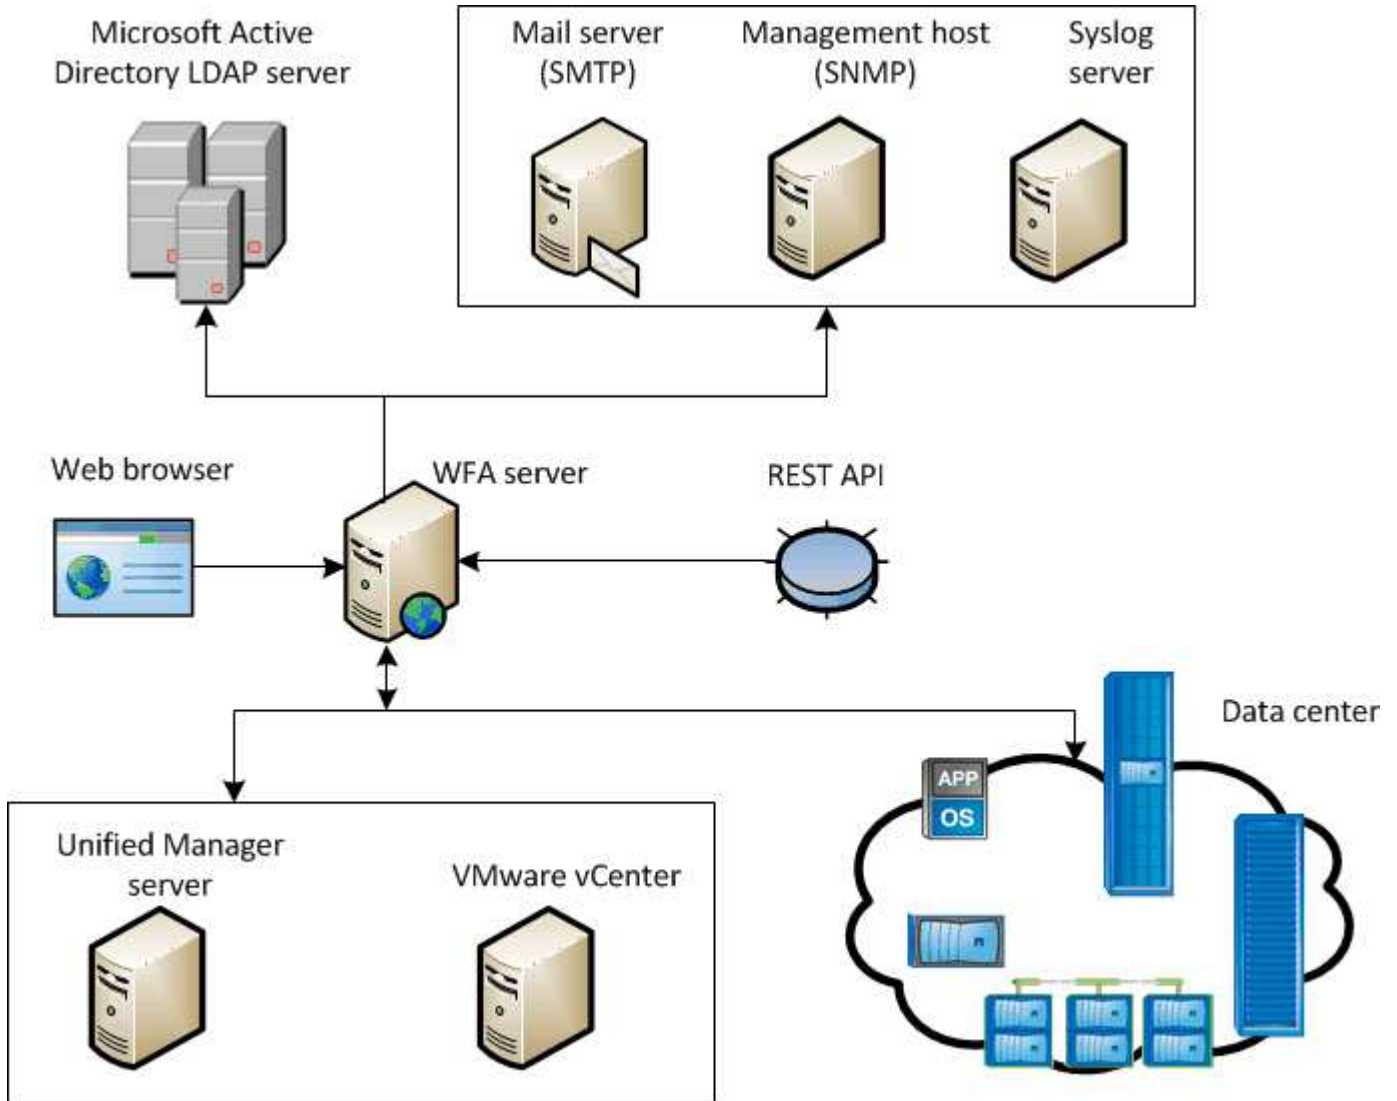 Microsoft Active
Directory LDAP server
Mail server
(SMTP)
Management host
(SNMP)
Syslog
server
Web browser
WFA server
REST API
Data center
APP
OS
Unified Manager
server
VMware vCenter